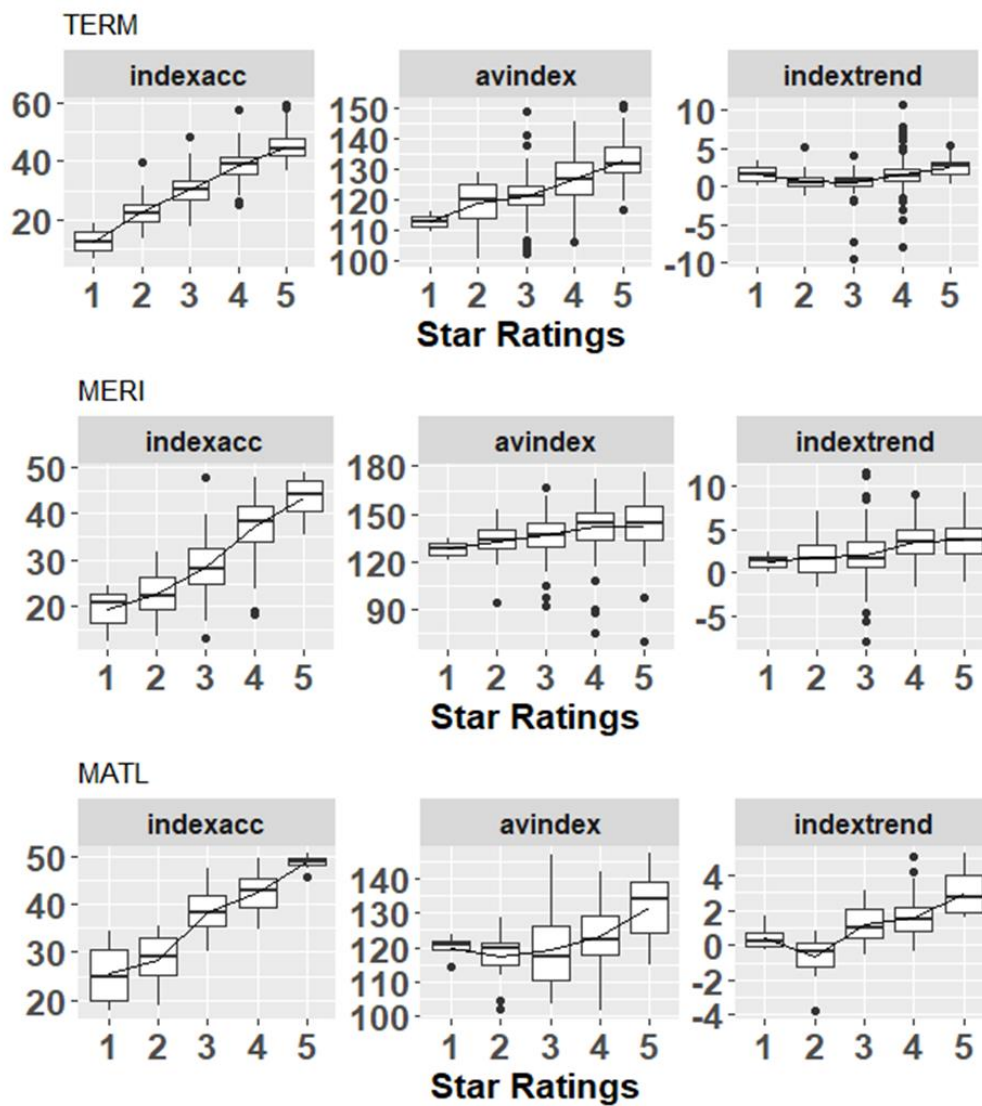 TERM
indexacc avindex indextrend
60 150 10
140 5
40 130 0
120 -5
20 110
100 -10
1 2 3 4 5 1 2 3 4 5 1 2 3 4 5
Star Ratings
MERI
indexacc avindex indextrend
50 180 10
40 150 5
30 120 0
20 90 -5
1 2 3 4 5 1 2 3 4 5 1 2 3 4 5
Star Ratings
MATL
indexacc avindex indextrend
50 140 4
40 130 2
120 0
30 110 -2
20 100 -4
1 2 3 4 5 1 2 3 4 5 1 2 3 4 5
Star Ratings